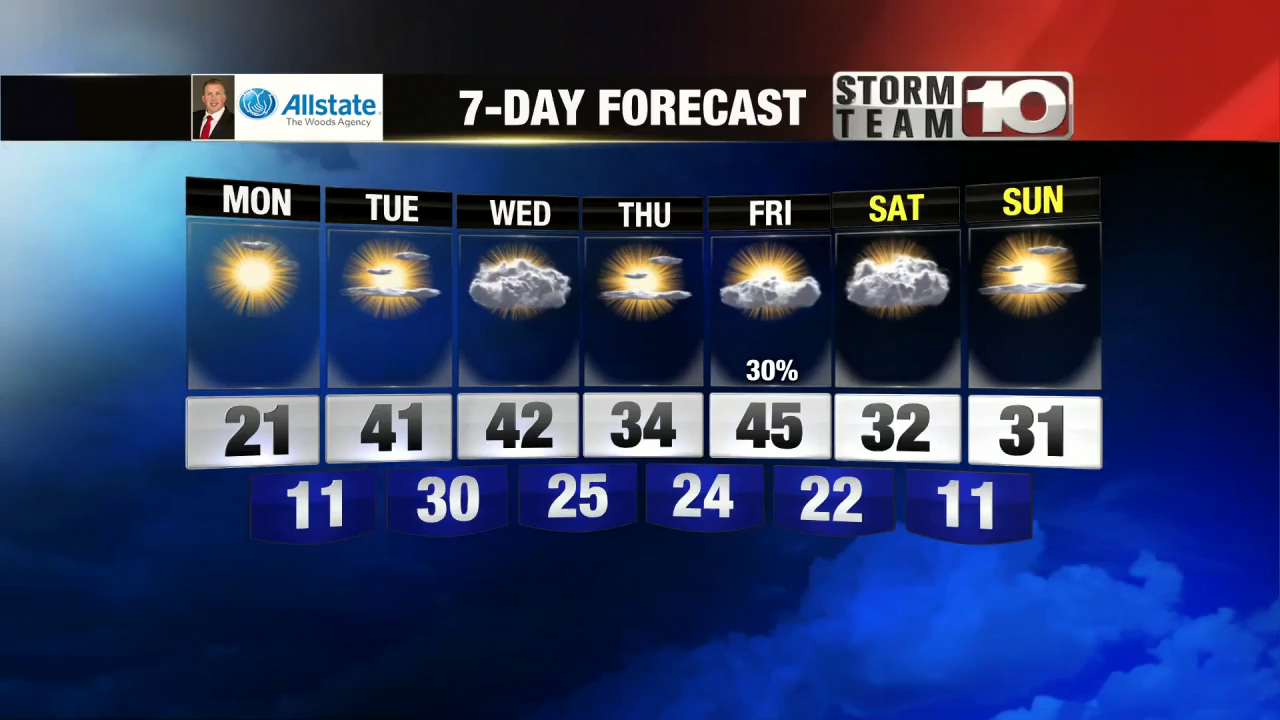 Allstate.
The Woods Agency
7-DAY FORECAST
STORM TEAM 10
MON TUE WED THU FRI SAT SUN
30%
21 41 42 34 45 32 31
11 30 25 24 22 11